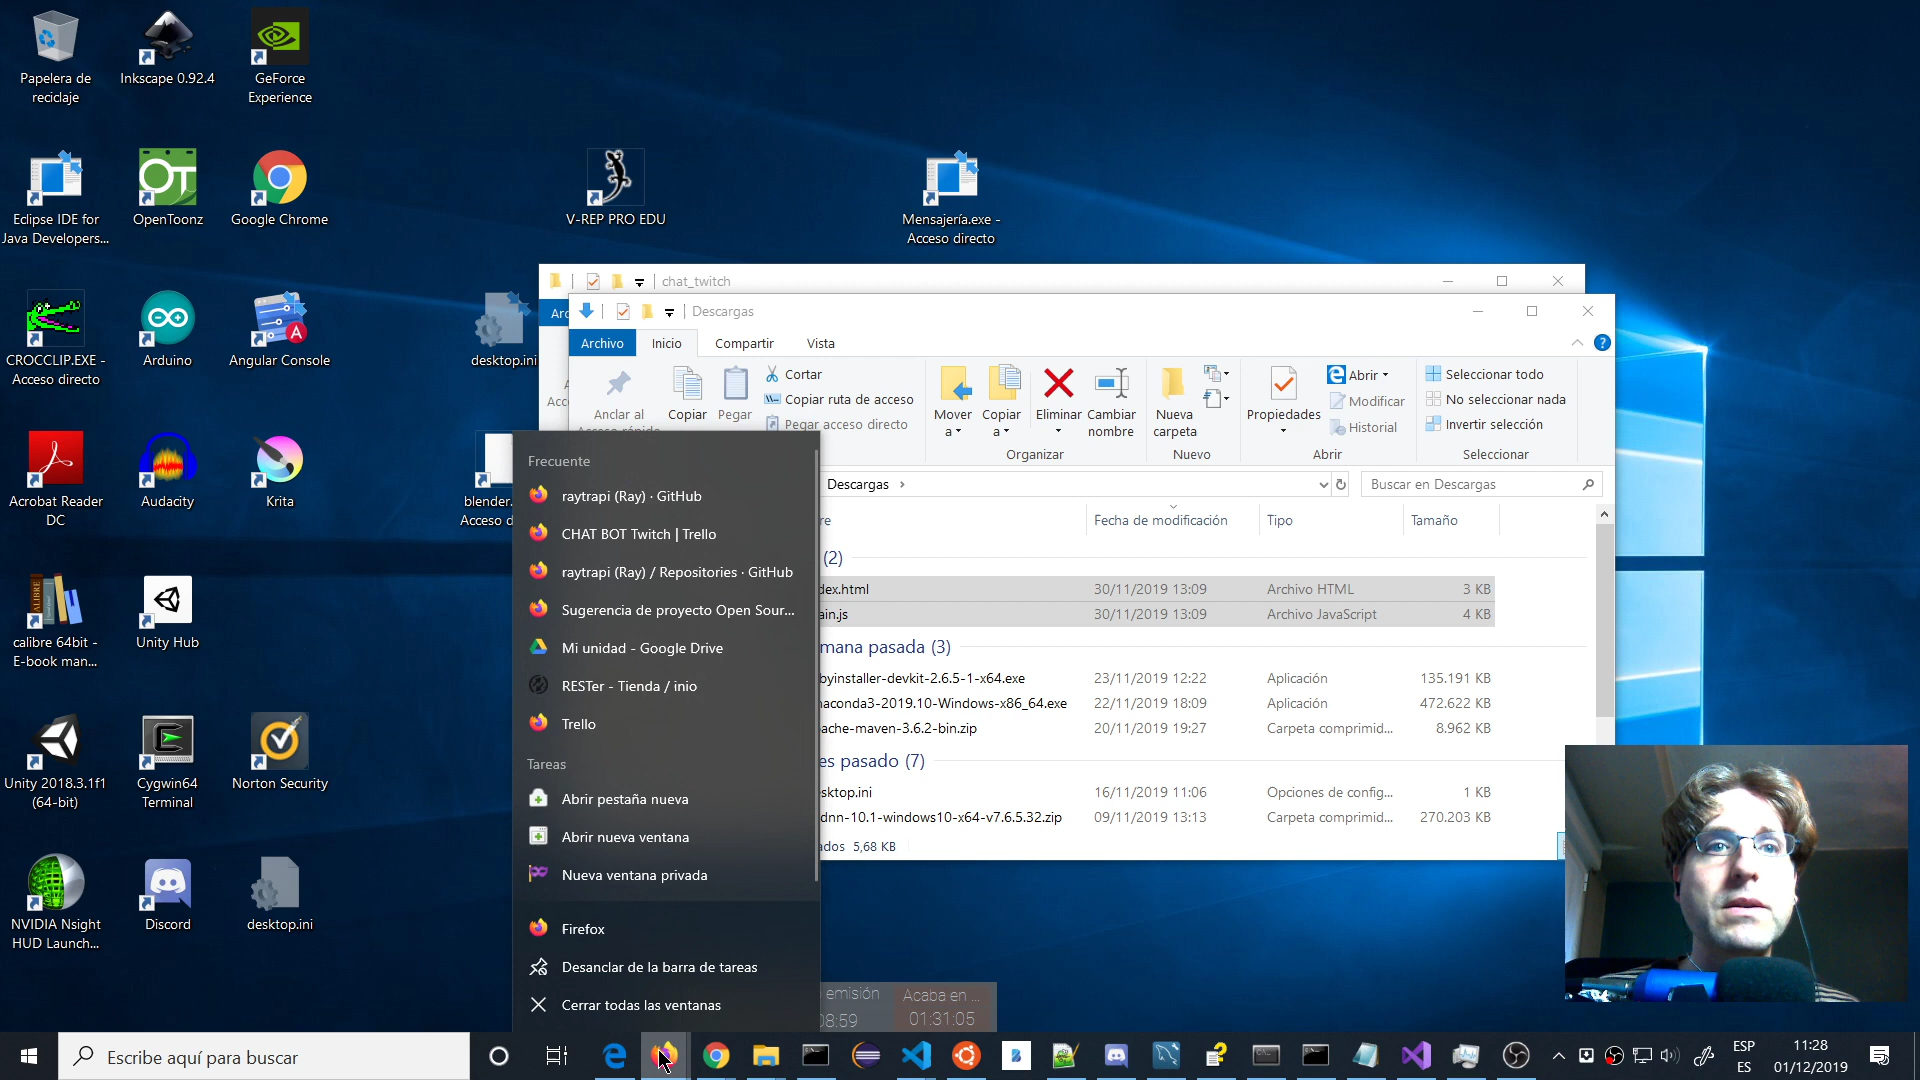 Papelera de
reciclaje
Inkscape 0.92.4
GeForce
Experience
Eclipse IDE for
Java Developers...
OpenToonz
Google Chrome
V-REP PRO EDU
Mensajería.exe -
Acceso directo
CROCCLIP.EXE -
Acceso directo
Arduino
Angular Console
desktop.ini
Acrobat Reader
DC
Audacity
Krita
blender.
Acceso d
calibre 64bit -
E-book man...
Unity Hub
Unity 2018.3.1f1
(64-bit)
Cygwin64
Terminal
Norton Security
NVIDIA Nsight
HUD Launch...
Discord
desktop.ini
chat_twitch
Descargas
Archivo
Inicio
Compartir
Vista
Anclar al
Copiar
Pegar
Cortar
Copiar ruta de acceso
Pegar acceso directo
Mover
a
Copiar
a
Eliminar
Cambiar
nombre
Organizar
Nueva
carpeta
Nuevo
Propiedades
Abrir
Modificar
Historial
Abrir
Seleccionar todo
No seleccionar nada
Invertir selección
Seleccionar
Descargas
Buscar en Descargas
re Fecha de modificación Tipo Tamaño
(2)
dex.html 30/11/2019 13:09 Archivo HTML 3 KB
ain.js 30/11/2019 13:09 Archivo JavaScript 4 KB
mana pasada (3)
byinstaller-devkit-2.6.5-1-x64.exe 23/11/2019 12:22 Aplicación 135.191 KB
naconda3-2019.10-Windows-x86_64.exe 22/11/2019 18:09 Aplicación 472.622 KB
ache-maven-3.6.2-bin.zip 20/11/2019 19:27 Carpeta comprimid... 8.962 KB
es pasado (7)
sktop.ini 16/11/2019 11:06 Opciones de config... 1 KB
dnn-10.1-windows10-x64-v7.6.5.32.zip 09/11/2019 13:13 Carpeta comprimid... 270.203 KB
ados 5,68 KB
Frecuente
raytrapi (Ray) · GitHub
CHAT BOT Twitch | Trello
raytrapi (Ray) / Repositories · GitHub
Sugerencia de proyecto Open Sour...
Mi unidad - Google Drive
RESTer - Tienda / inio
Trello
Tareas
Abrir pestaña nueva
Abrir nueva ventana
Nueva ventana privada
Firefox
Desanclar de la barra de tareas
Cerrar todas las ventanas
emisión
08:59
Acaba en ...
01:31:05
Escribe aquí para buscar
ESP
ES
11:28
01/12/2019